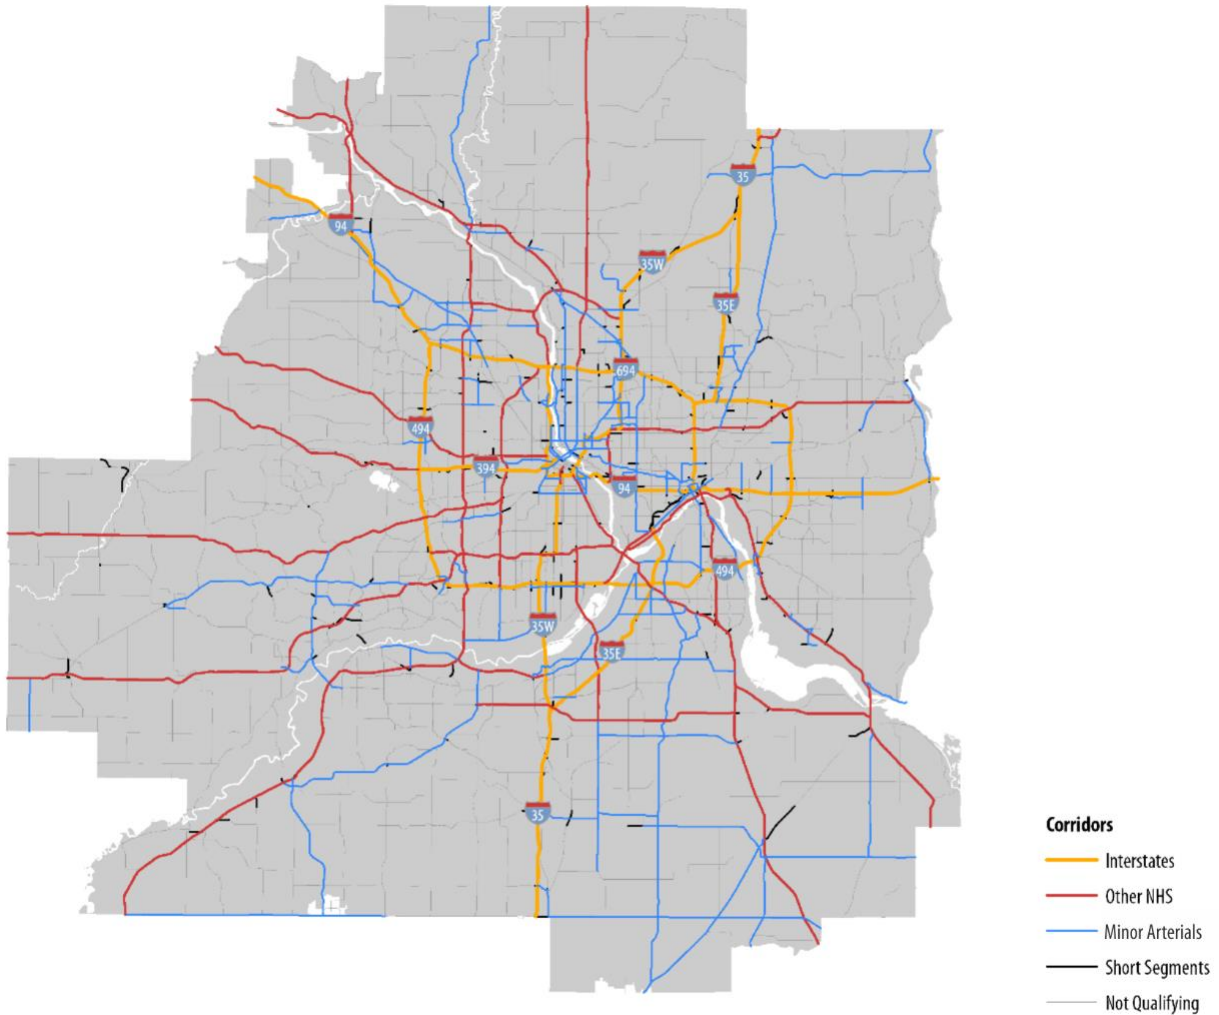 35
94
35W
35E
694
494
394
94
494
35W
35E
35
Corridors
Interstates
Other NHS
Minor Arterials
Short Segments
Not Qualifying